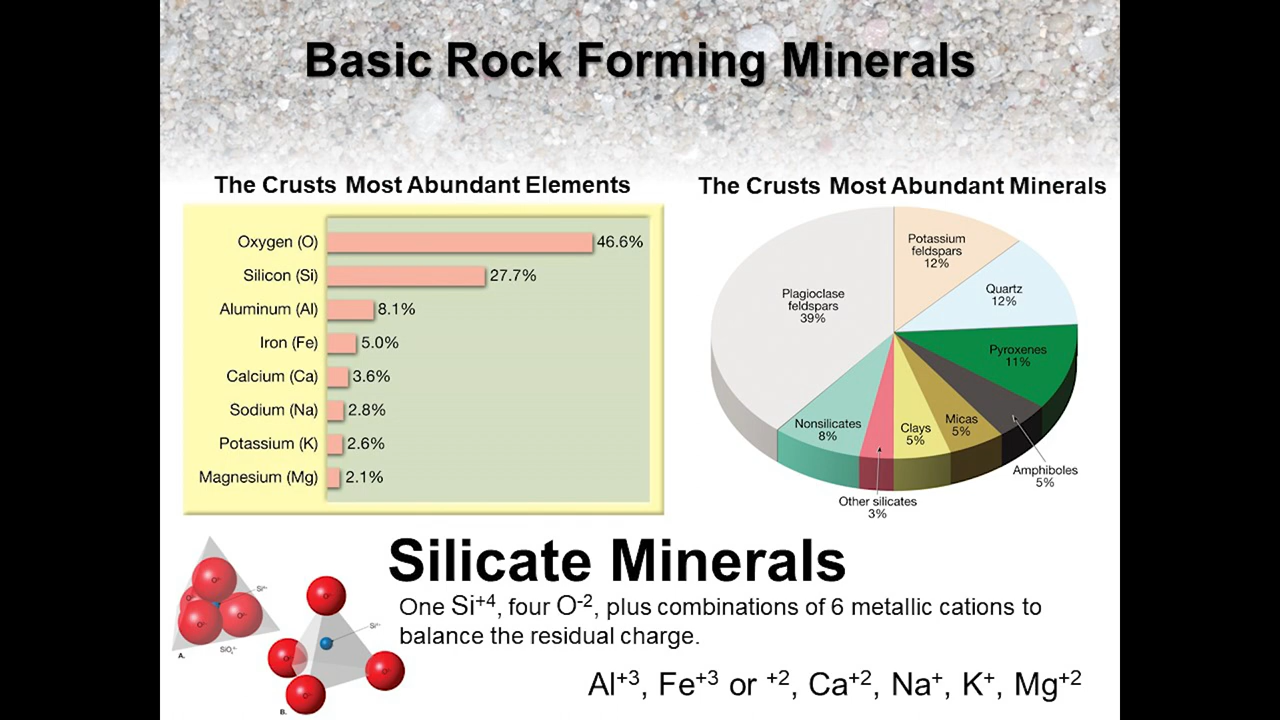 Basic Rock Forming Minerals
The Crusts Most Abundant Elements
Oxygen (O) 46.6%
Silicon (Si) 27.7%
Aluminum (Al) 8.1%
Iron (Fe) 5.0%
Calcium (Ca) 3.6%
Sodium (Na) 2.8%
Potassium (K) 2.6%
Magnesium (Mg) 2.1%
The Crusts Most Abundant Minerals
Potassium
feldspars
12%
Quartz
12%
Plagioclase
feldspars
39%
Pyroxenes
11%
Nonsilicates
8%
Clays
5%
Micas
5%
Amphiboles
5%
Other silicates
3%
Silicate Minerals
One Si⁺⁴, four O⁻², plus combinations of 6 metallic cations to
balance the residual charge.
Al⁺³, Fe⁺³ or ⁺², Ca⁺², Na⁺, K⁺, Mg⁺²
A.
B.